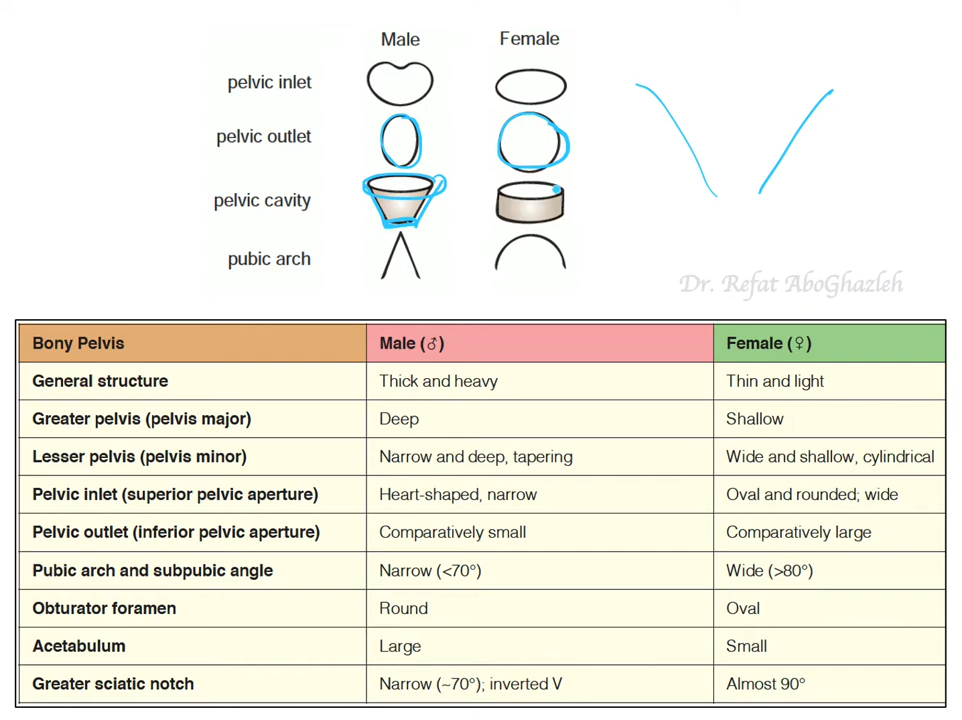 Male Female
pelvic inlet
pelvic outlet
pelvic cavity
pubic arch
Dr. Refat AboGhazleh
Bony Pelvis Male (♂) Female (♀)
General structure Thick and heavy Thin and light
Greater pelvis (pelvis major) Deep Shallow
Lesser pelvis (pelvis minor) Narrow and deep, tapering Wide and shallow, cylindrical
Pelvic inlet (superior pelvic aperture) Heart-shaped, narrow Oval and rounded; wide
Pelvic outlet (inferior pelvic aperture) Comparatively small Comparatively large
Pubic arch and subpubic angle Narrow (<70°) Wide (>80°)
Obturator foramen Round Oval
Acetabulum Large Small
Greater sciatic notch Narrow (~70°); inverted V Almost 90°